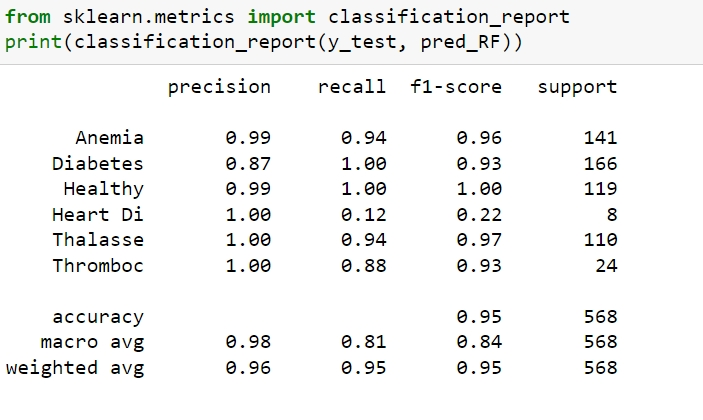 from sklearn.metrics import classification_report
print(classification_report(y_test, pred_RF))
precision recall f1-score support
Anemia 0.99 0.94 0.96 141
Diabetes 0.87 1.00 0.93 166
Healthy 0.99 1.00 1.00 119
Heart Di 1.00 0.12 0.22 8
Thalasse 1.00 0.94 0.97 110
Thromboc 1.00 0.88 0.93 24
accuracy 0.95 568
macro avg 0.98 0.81 0.84 568
weighted avg 0.96 0.95 0.95 568